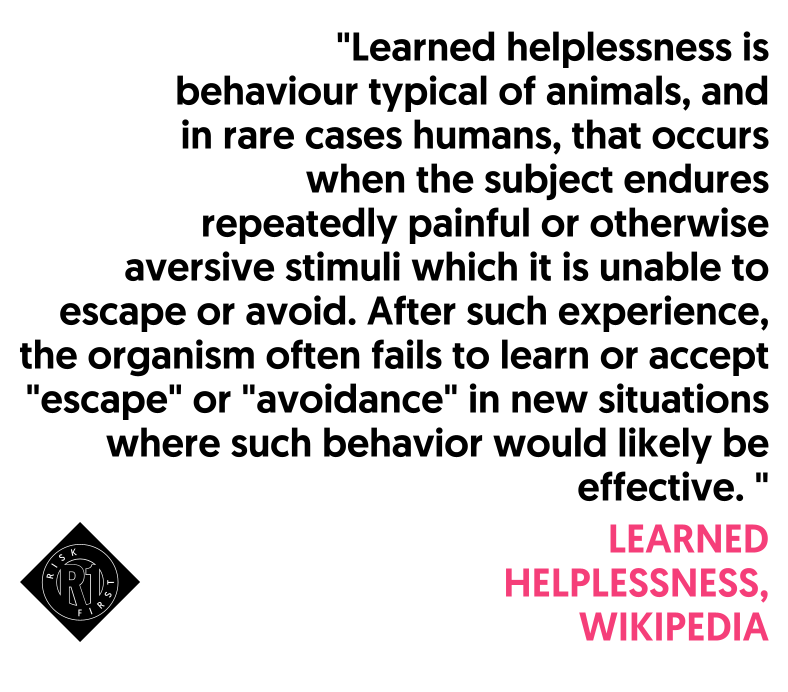 "Learned helplessness is
behaviour typical of animals, and
in rare cases humans, that occurs
when the subject endures
repeatedly painful or otherwise
aversive stimuli which it is unable to
escape or avoid. After such experience,
the organism often fails to learn or accept
"escape" or "avoidance" in new situations
where such behavior would likely be
effective. "
LEARNED
HELPLESSNESS,
WIKIPEDIA
RISK
R1
FIRST